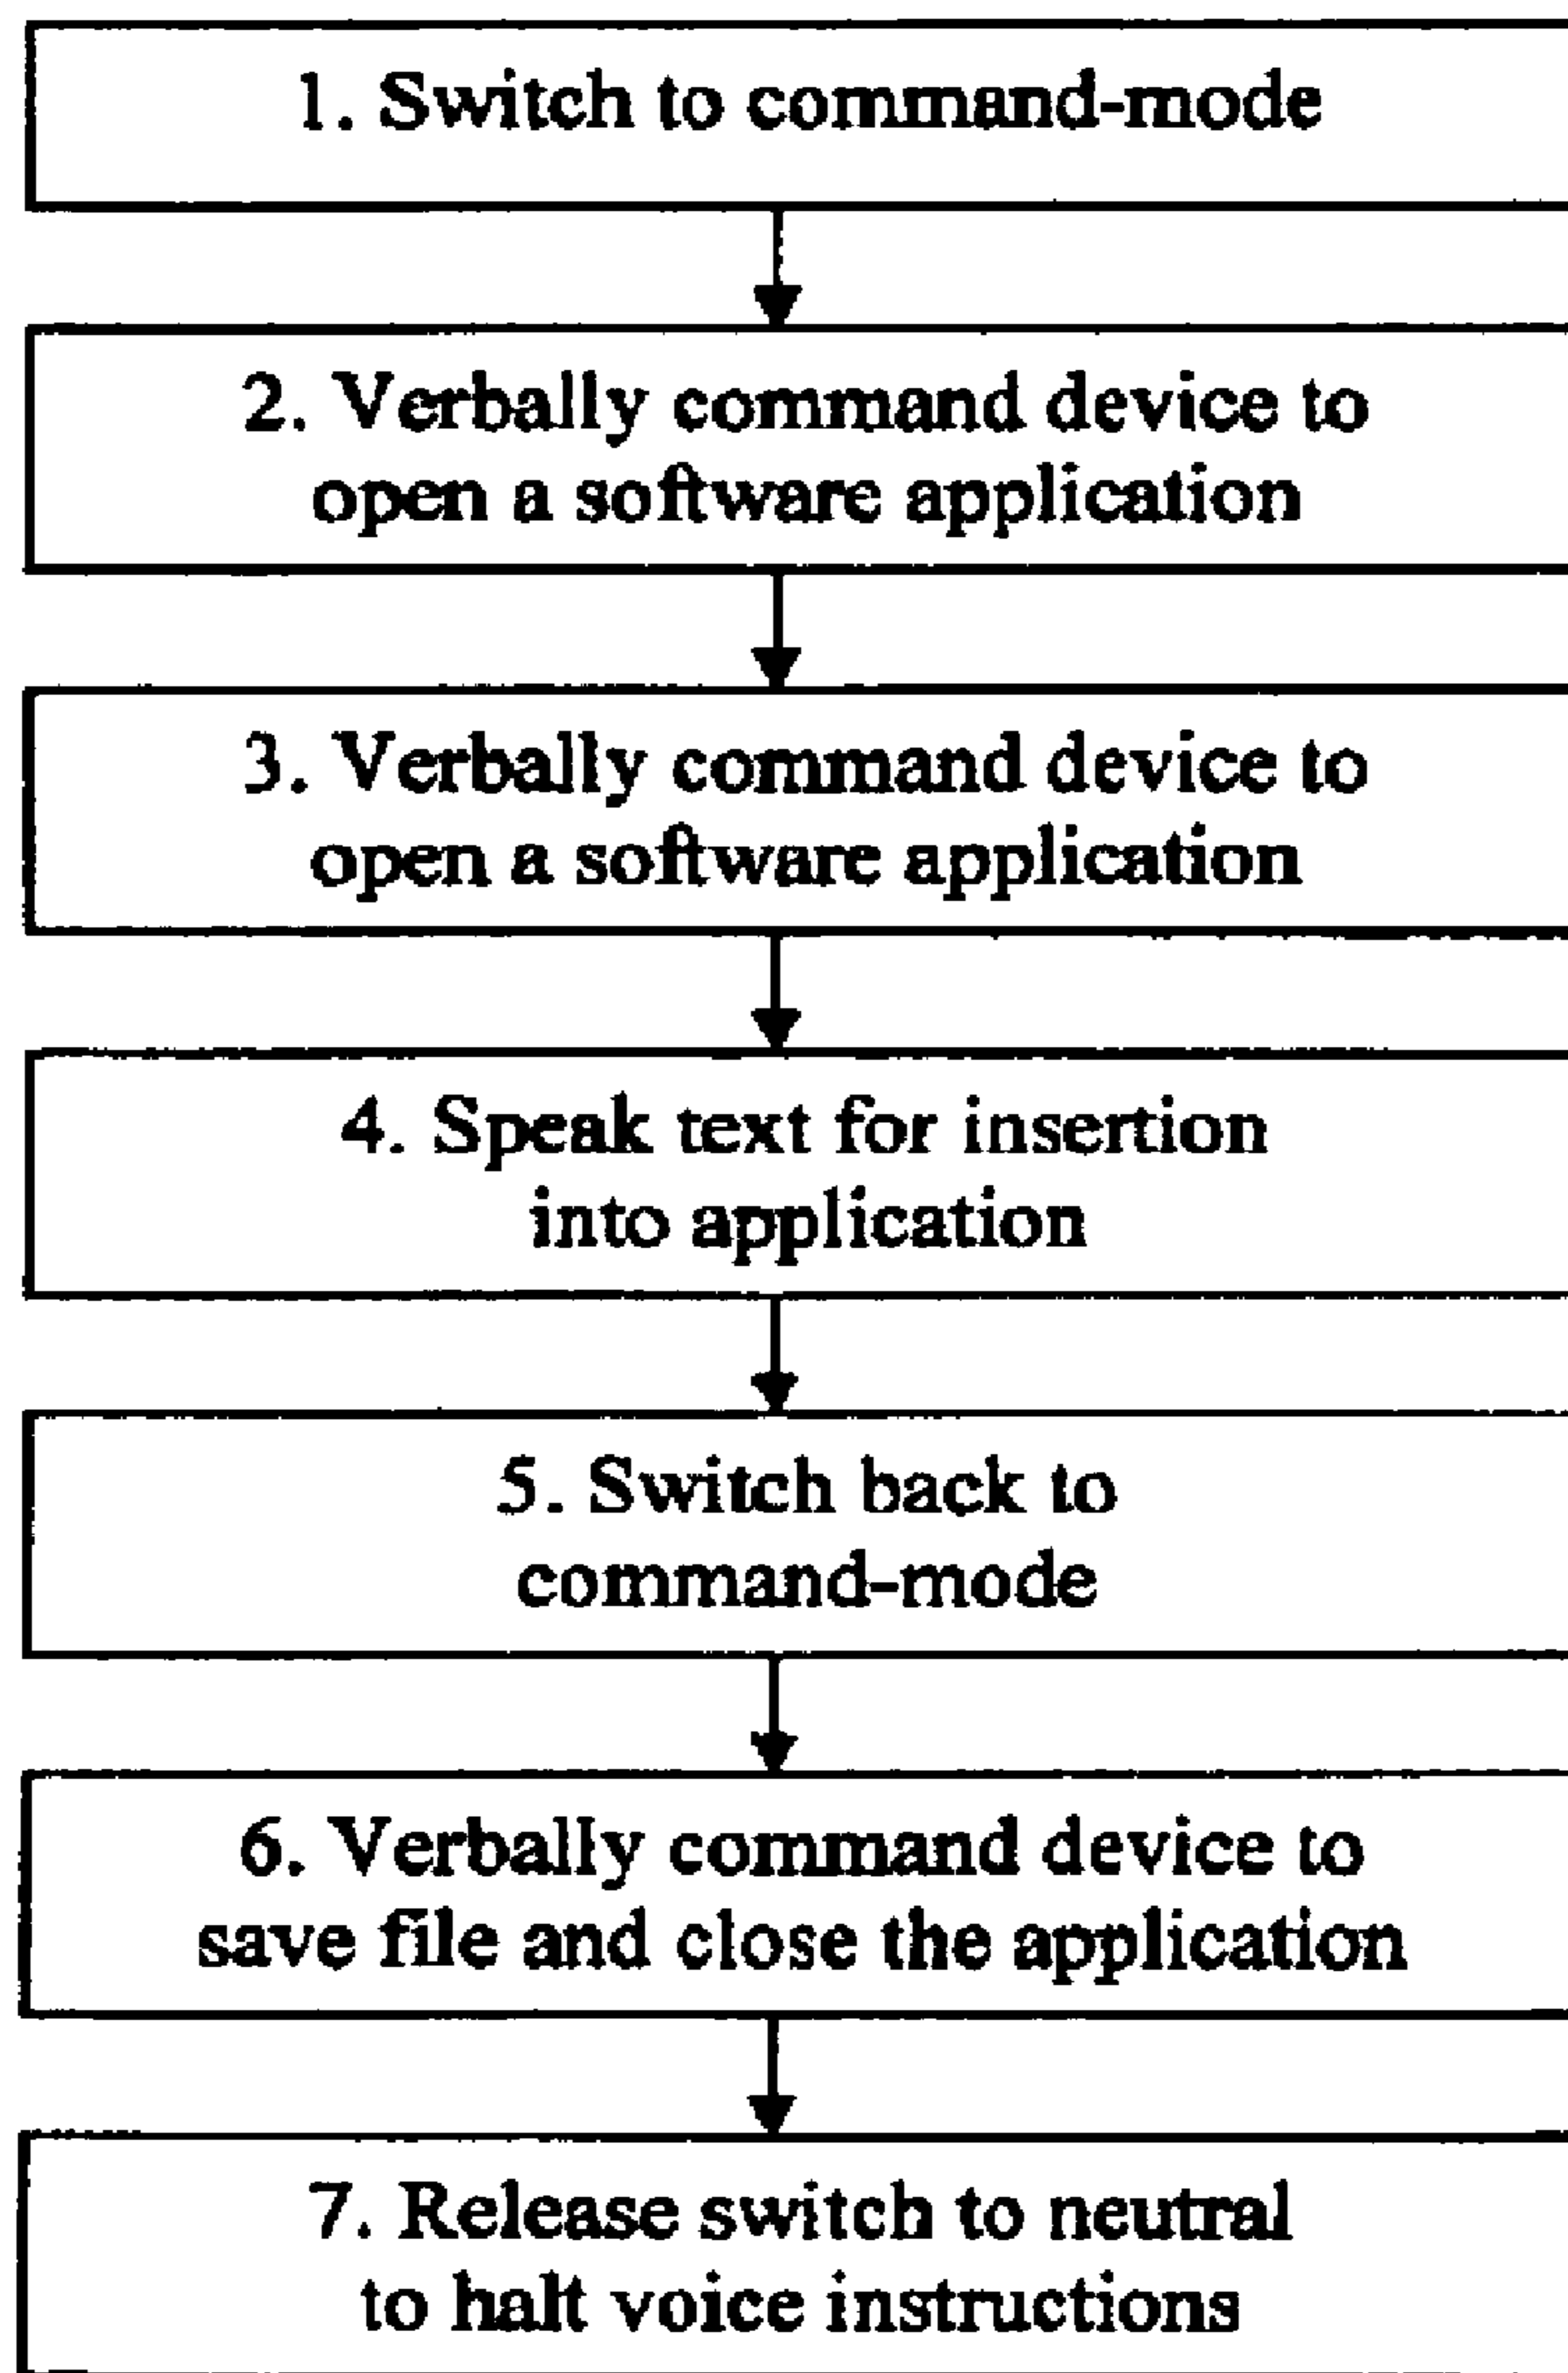 1. Switch to command-mode
2. Verbally command device to
open a software application
3. Verbally command device to
open a software application
4. Speak text for insertion
into application
5. Switch back to
command-mode
6. Verbally command device to
save file and close the application
7. Release switch to neutral
to halt voice instructions